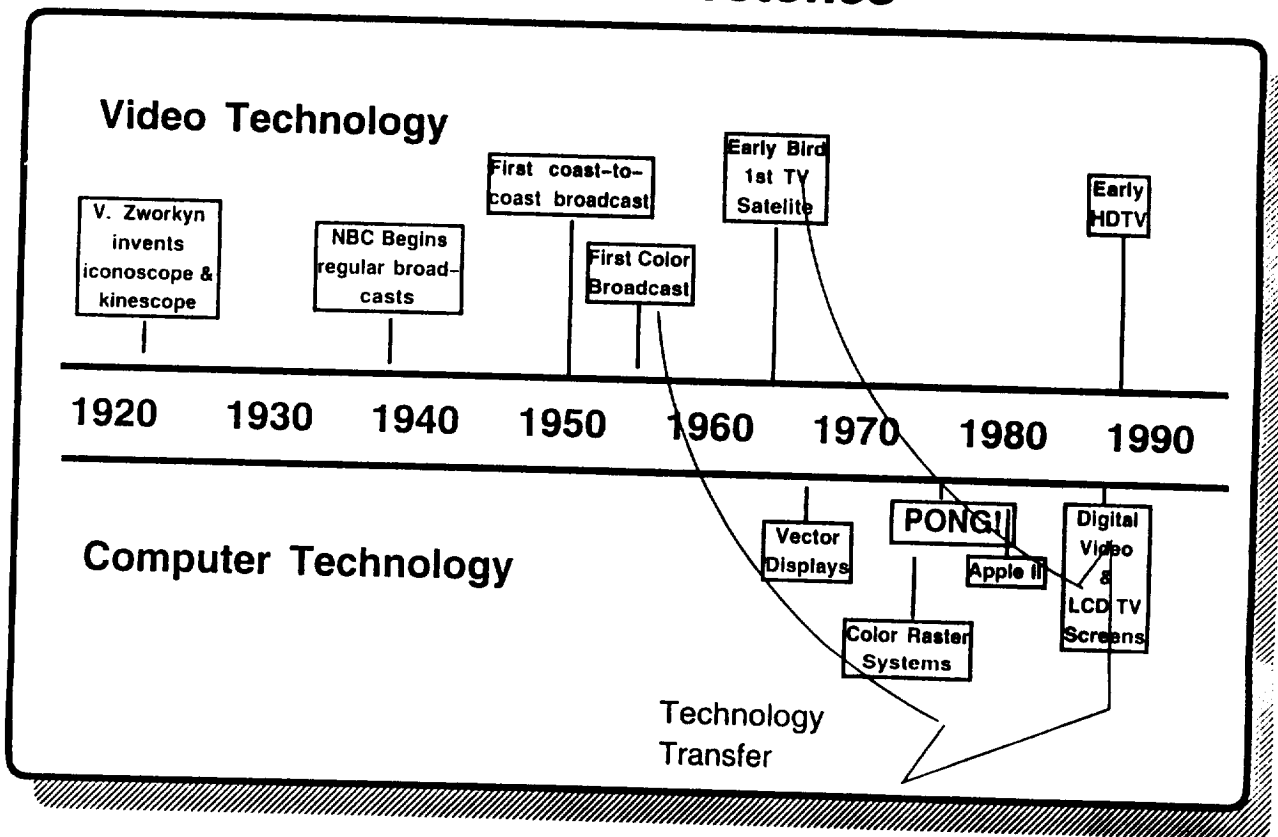 Video Technology
V. Zworkyn
invents
iconoscope &
kinescope
NBC Begins
regular broad-
casts
First coast-to-
coast broadcast
First Color
Broadcast
Early Bird
1st TV
Satelite
Early
HDTV
1920 1930 1940 1950 1960 1970 1980 1990
Computer Technology
Vector
Displays
PONG!
Apple II
Color Raster
Systems
Digital
Video
&
LCD TV
Screens
Technology
Transfer